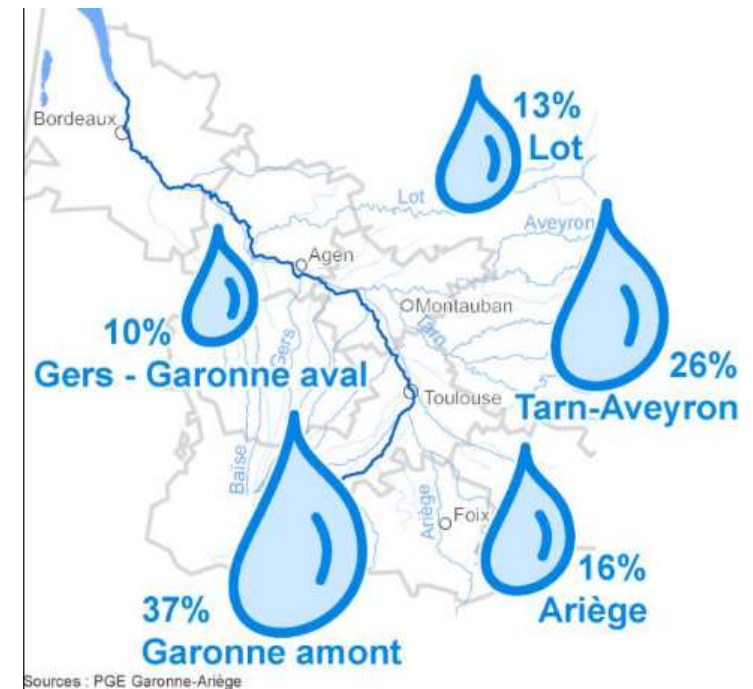 Bordeaux
13%
Lot
Lot
Aveyron
Agen
Montauban
Tarn
10%
Gers - Garonne aval
Gers
26%
Tarn-Aveyron
Toulouse
Baïse
Ariège
Foix
16%
Ariège
37%
Garonne amont
Sources : PGE Garonne-Ariège